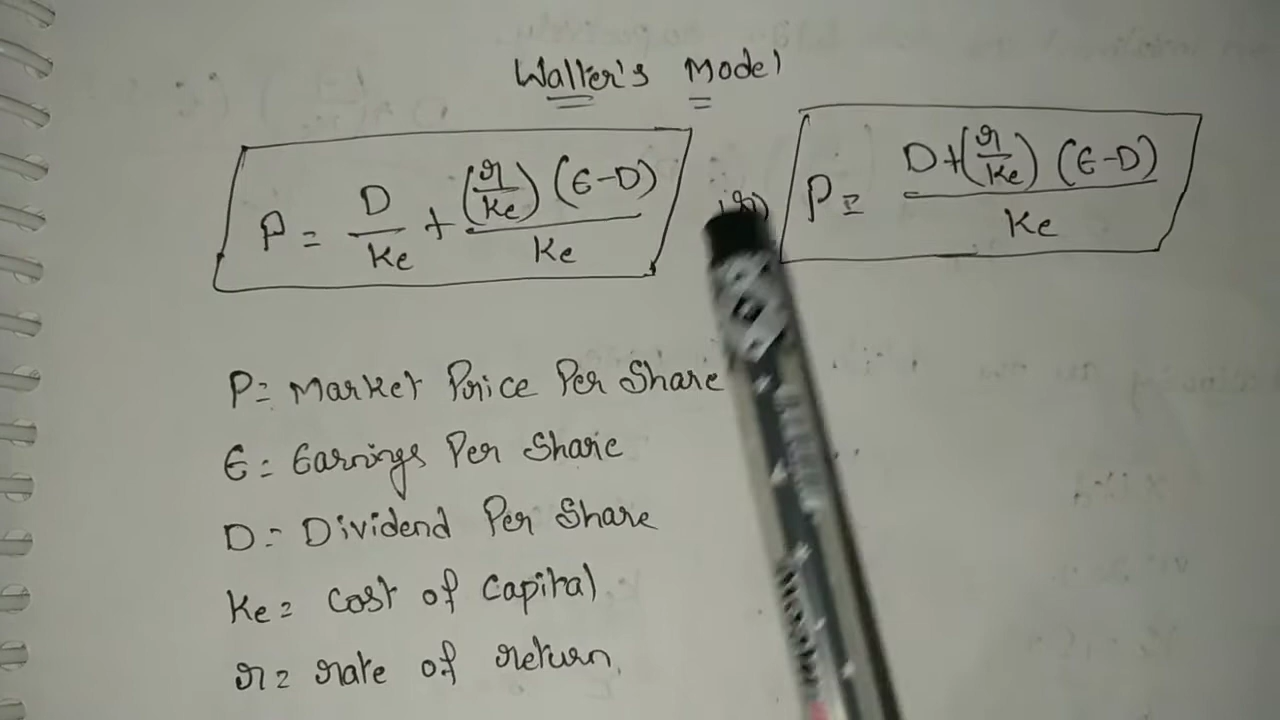 Walter's Model
P = D/Ke + (r/Ke) (E-D)/Ke (or) P = D+(r/Ke) (E-D)/Ke
P = Market Price Per Share
E = Earnings Per Share
D = Dividend Per Share
Ke = Cost of Capital
r = rate of return.